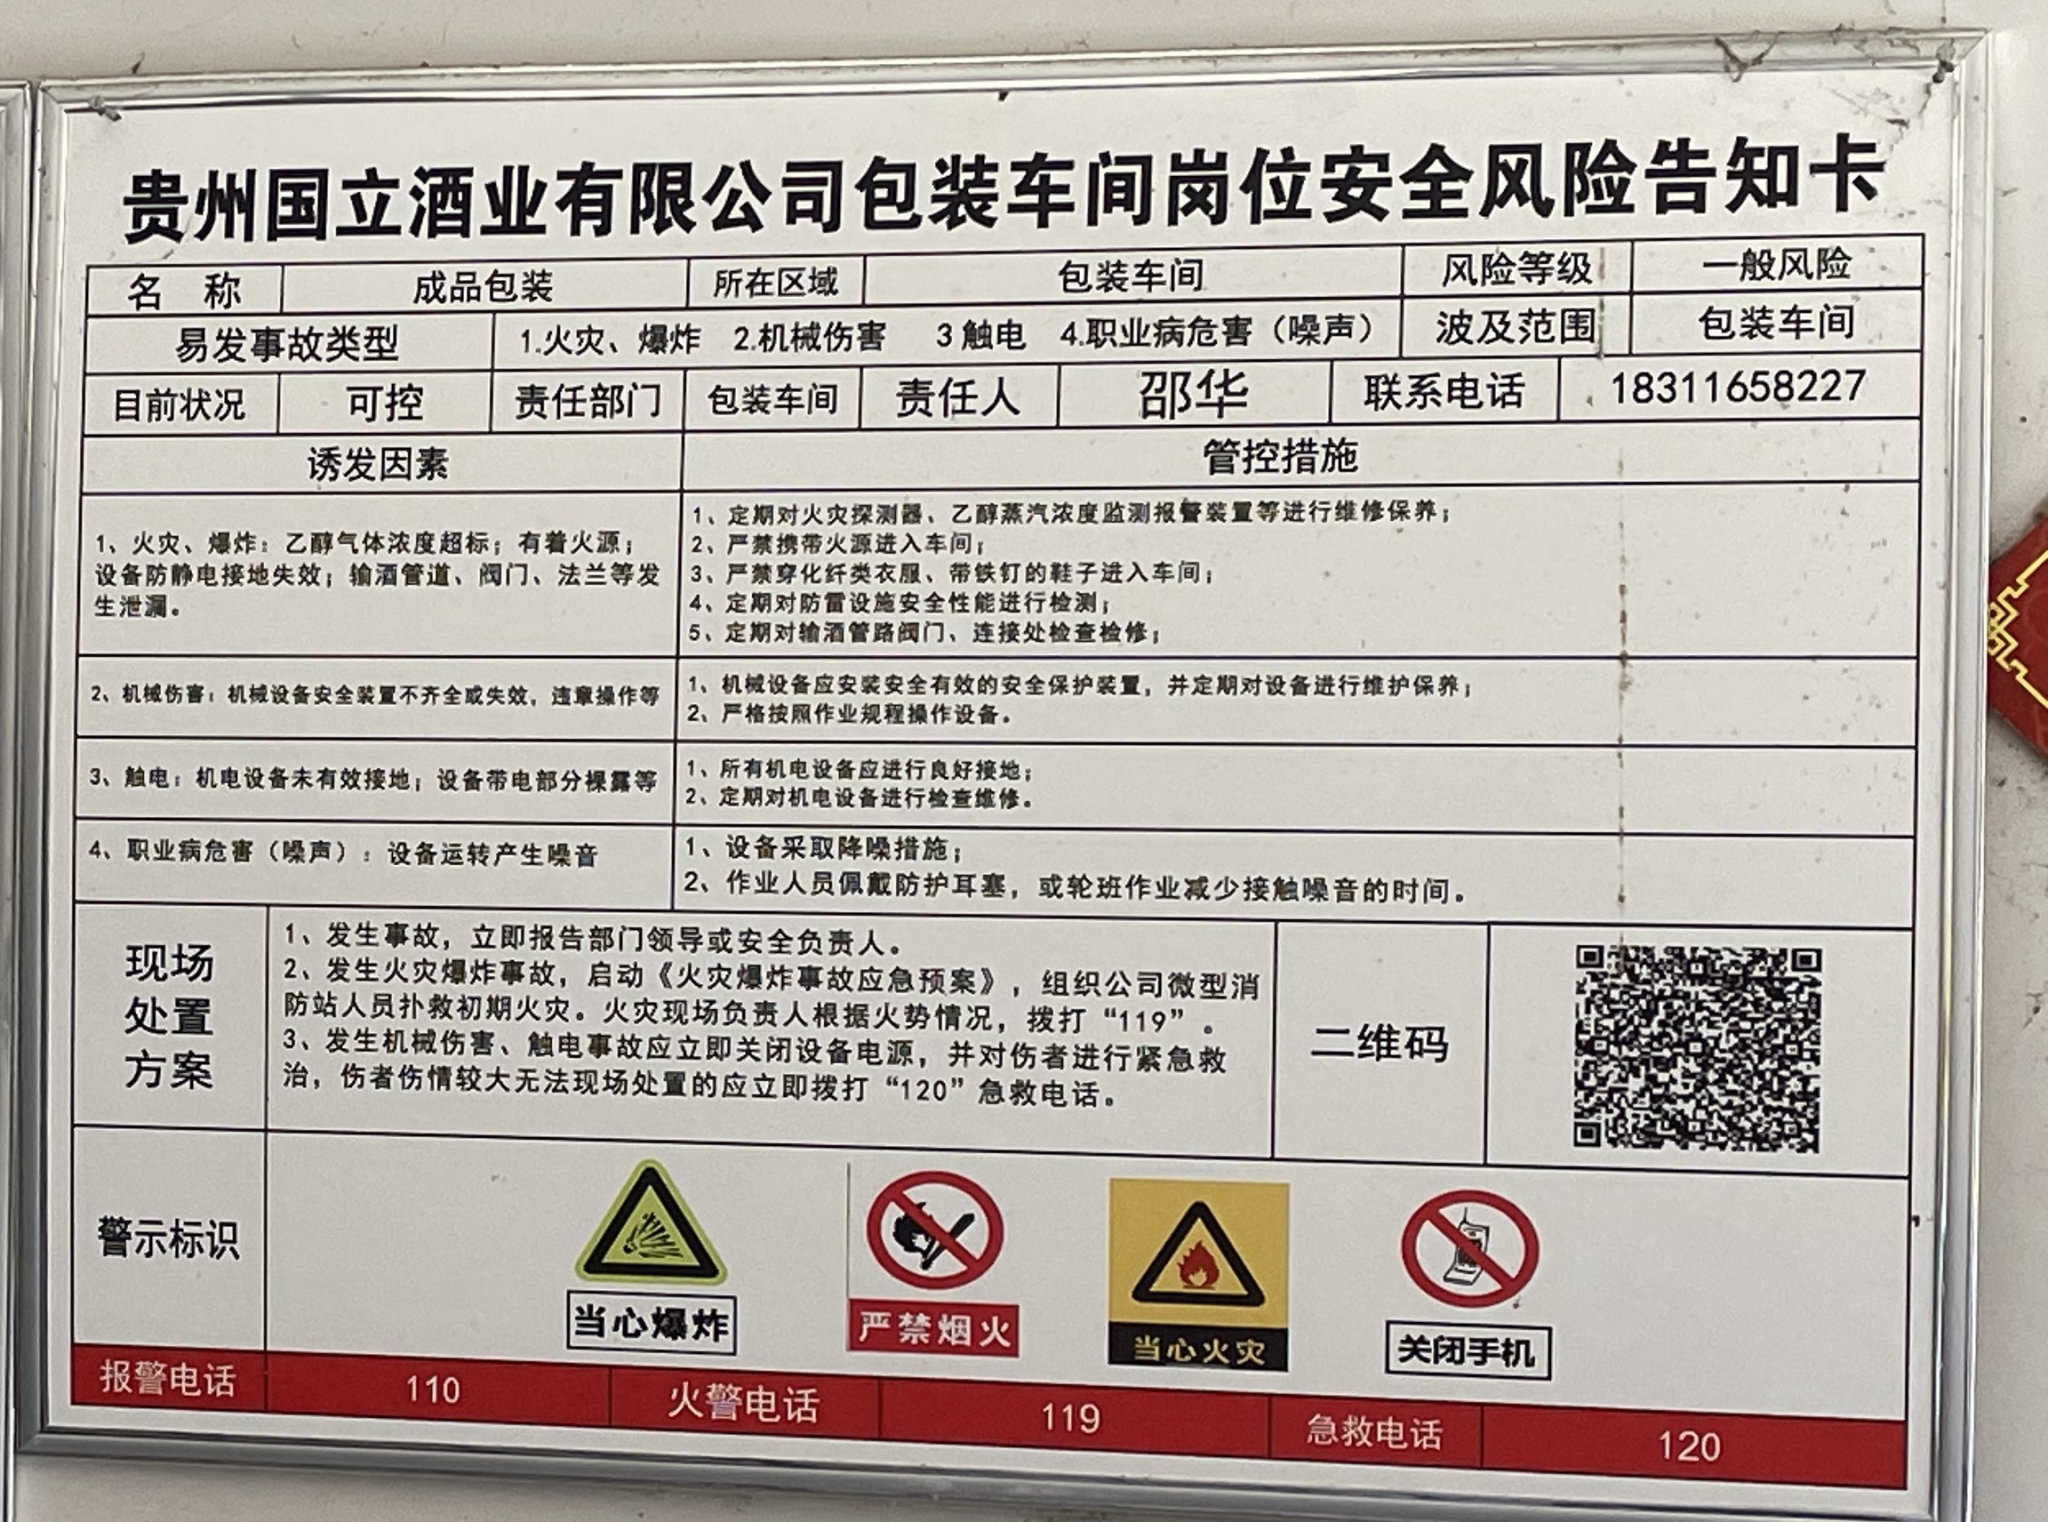 贵州国立酒业有限公司包装车间岗位安全风险告知卡
名 称 成品包装 所在区域 包装车间 风险等级 一般风险
易发事故类型 1.火灾、爆炸 2.机械伤害 3触电 4.职业病危害（噪声） 波及范围 包装车间
目前状况 可控 责任部门 包装车间 责任人 邵华 联系电话 18311658227
诱发因素 管控措施
1、火灾、爆炸：乙醇气体浓度超标；有着火源；
设备防静电接地失效；输酒管道、阀门、法兰等发
生泄漏。
1、定期对火灾探测器、乙醇蒸汽浓度监测报警装置等进行维修保养；
2、严禁携带火源进入车间；
3、严禁穿化纤类衣服、带铁钉的鞋子进入车间；
4、定期对防雷设施安全性能进行检测；
5、定期对输酒管路阀门、连接处检查检修；
2、机械伤害：机械设备安全装置不齐全或失效，违章操作等
1、机械设备应安装安全有效的安全保护装置，并定期对设备进行维护保养；
2、严格按照作业规程操作设备。
3、触电：机电设备未有效接地；设备带电部分裸露等
1、所有机电设备应进行良好接地；
2、定期对机电设备进行检查维修。
4、职业病危害（噪声）：设备运转产生噪音
1、设备采取降噪措施；
2、作业人员佩戴防护耳塞，或轮班作业减少接触噪音的时间。
现场
处置
方案
1、发生事故，立即报告部门领导或安全负责人。
2、发生火灾爆炸事故，启动《火灾爆炸事故应急预案》，组织公司微型消
防站人员扑救初期火灾。火灾现场负责人根据火势情况，拨打“119”。
3、发生机械伤害、触电事故应立即关闭设备电源，并对伤者进行紧急救
治，伤者伤情较大无法现场处置的应立即拨打“120”急救电话。
二维码
警示标识
当心爆炸
严禁烟火
当心火灾
关闭手机
报警电话 110 火警电话 119 急救电话 120